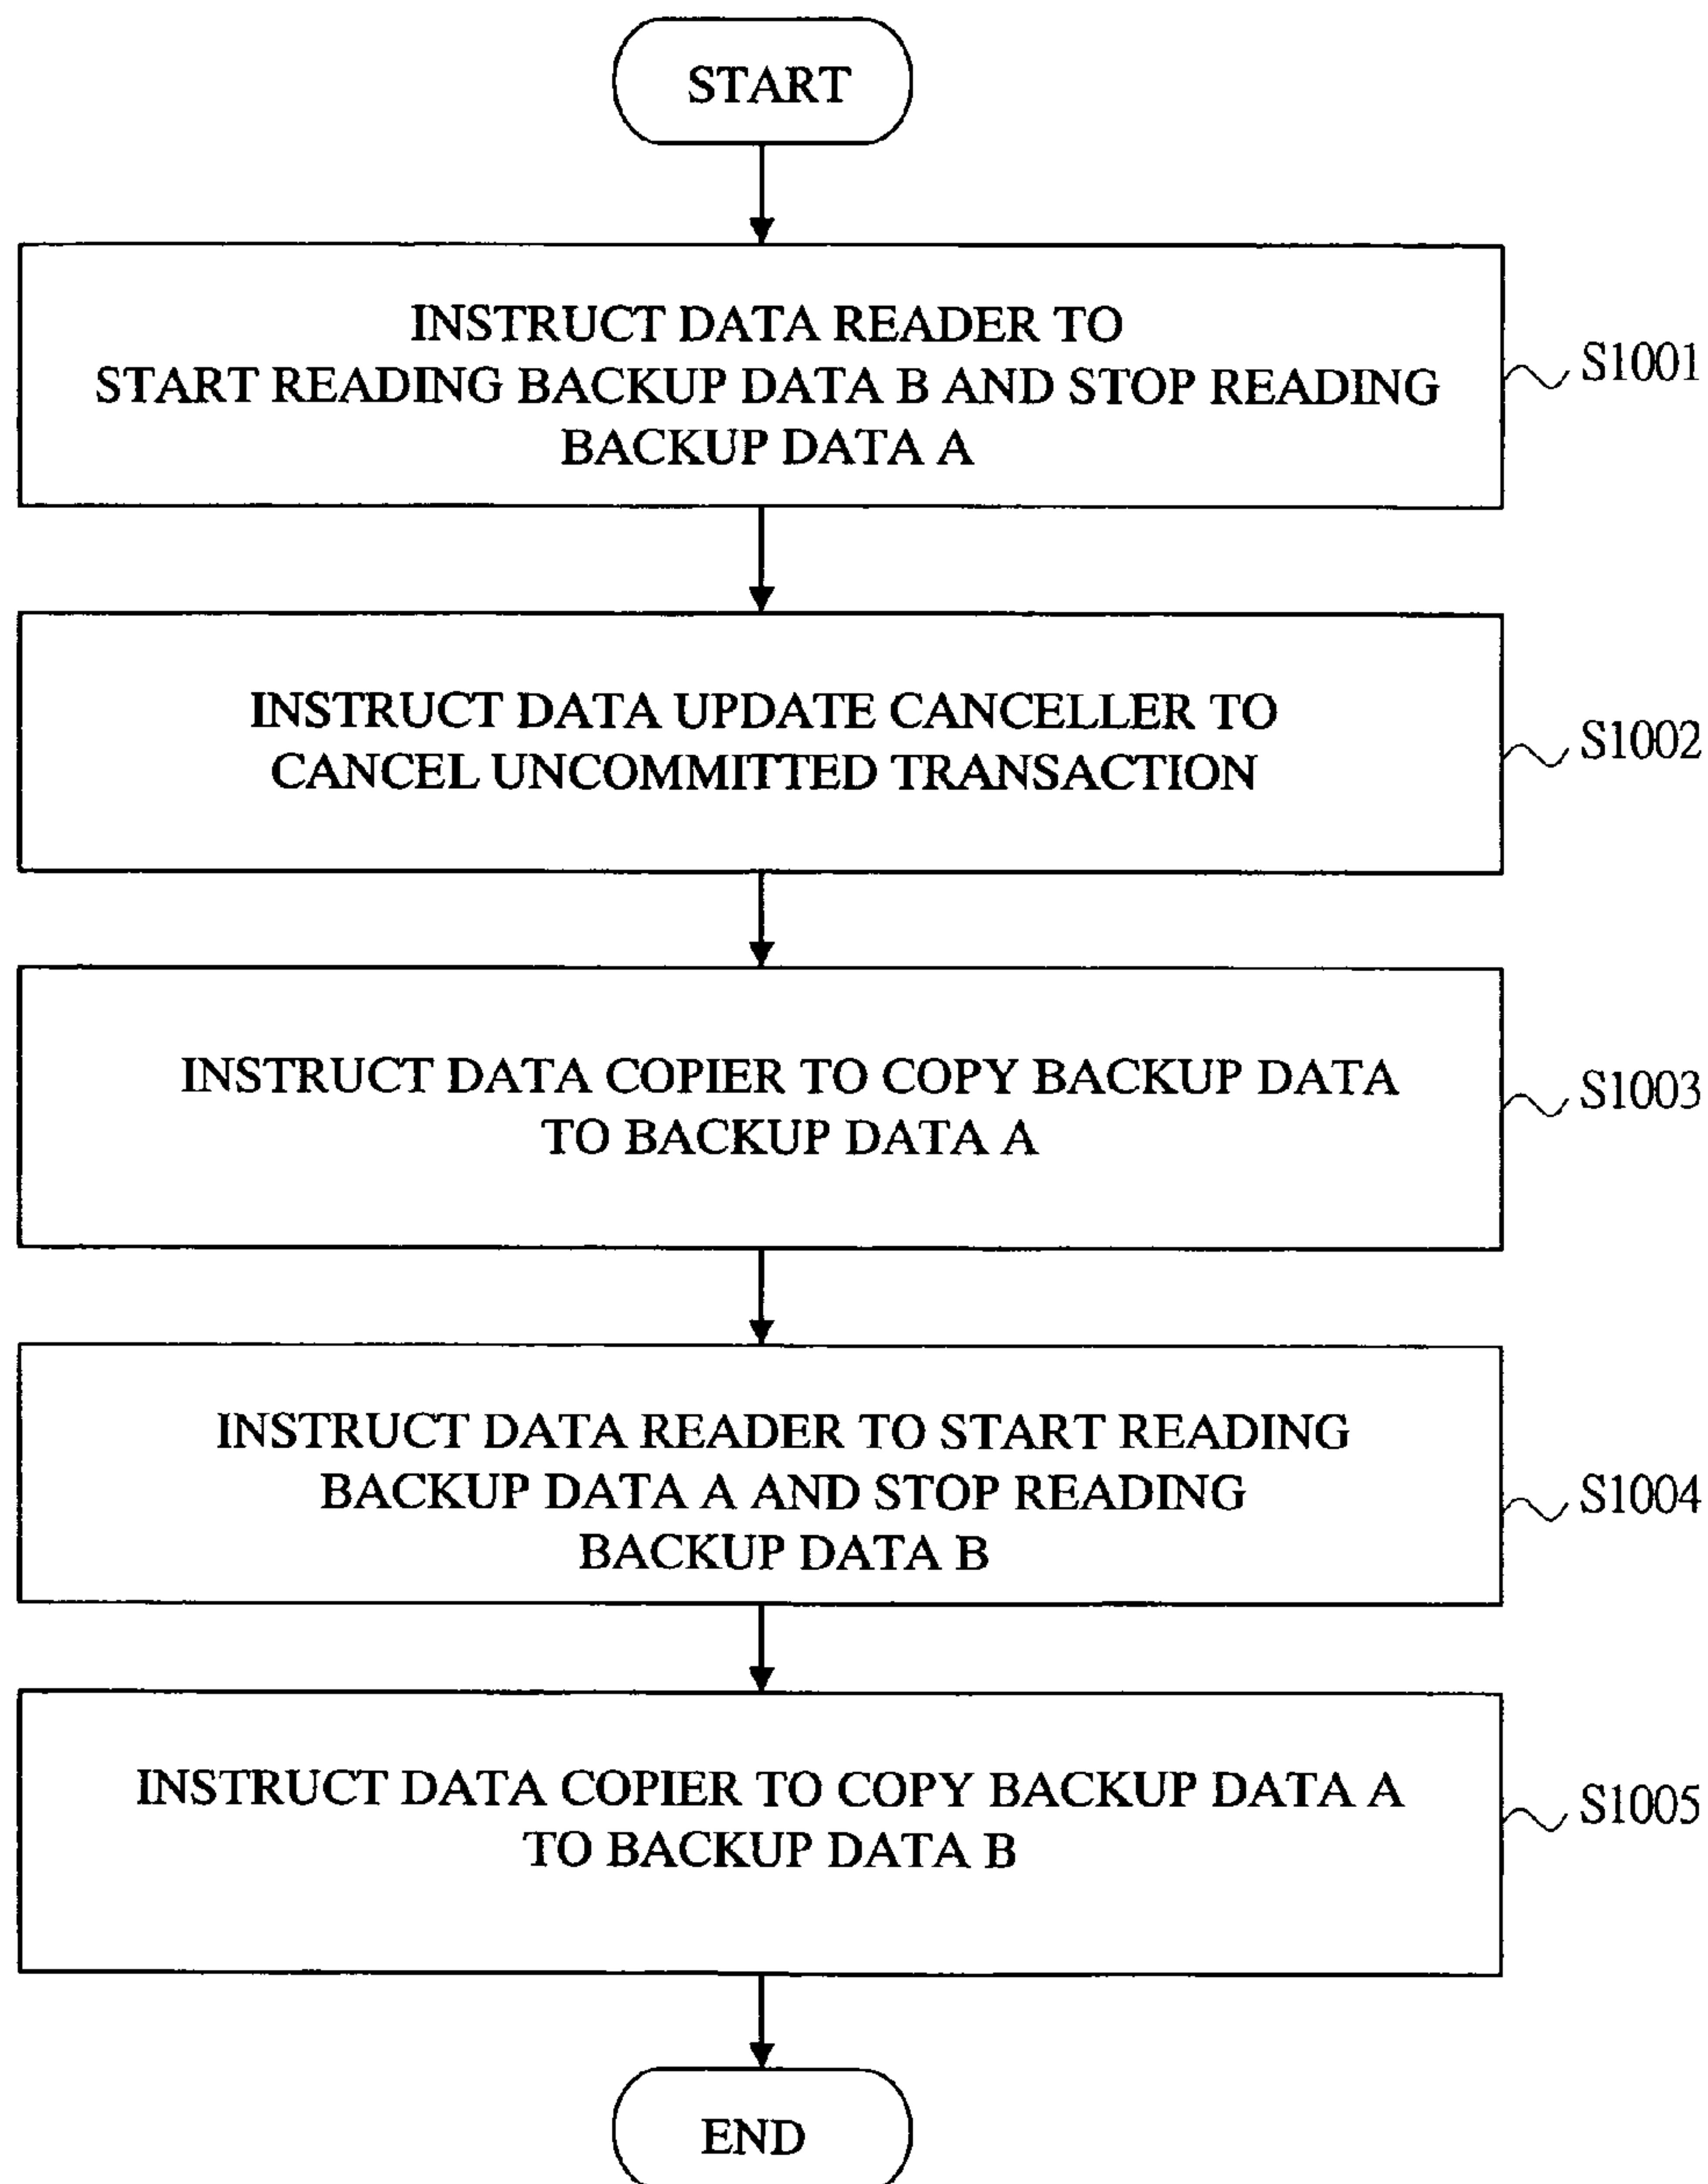 START
INSTRUCT DATA READER TO
START READING BACKUP DATA B AND STOP READING
BACKUP DATA A
S1001
INSTRUCT DATA UPDATE CANCELLER TO
CANCEL UNCOMMITTED TRANSACTION
S1002
INSTRUCT DATA COPIER TO COPY BACKUP DATA
TO BACKUP DATA A
S1003
INSTRUCT DATA READER TO START READING
BACKUP DATA A AND STOP READING
BACKUP DATA B
S1004
INSTRUCT DATA COPIER TO COPY BACKUP DATA A
TO BACKUP DATA B
S1005
END